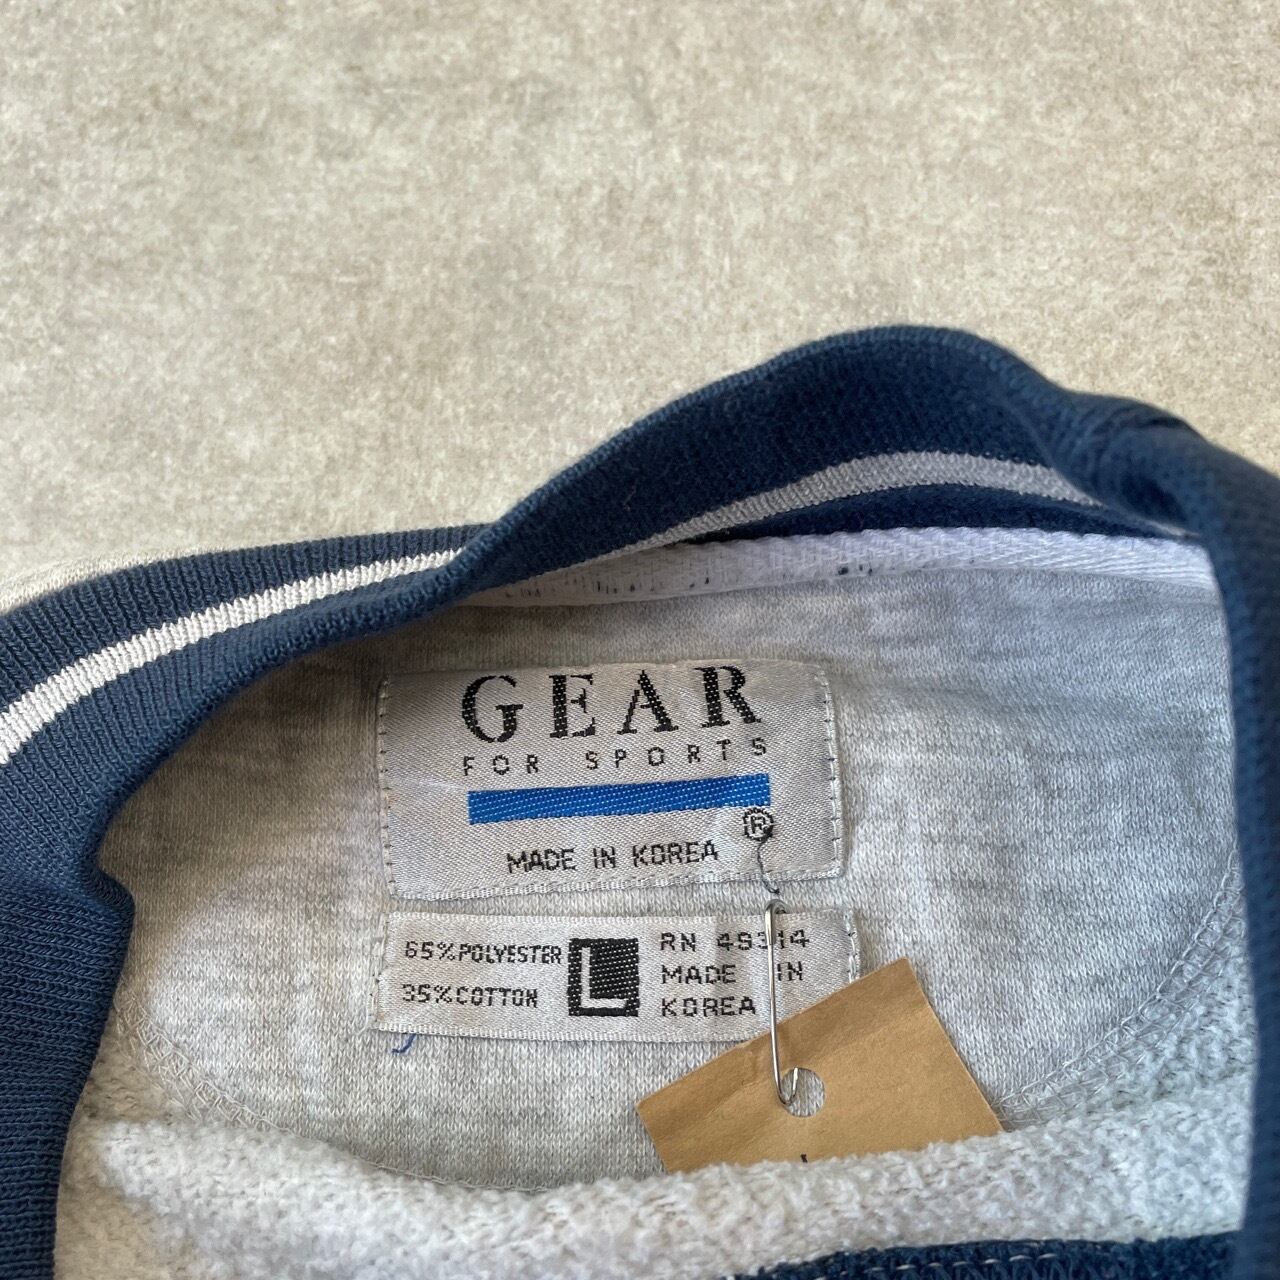 GEAR
FOR SPORTS
®
MADE IN KOREA
65% POLYESTER
35% COTTON
L
RN 49314
MADE IN
KOREA